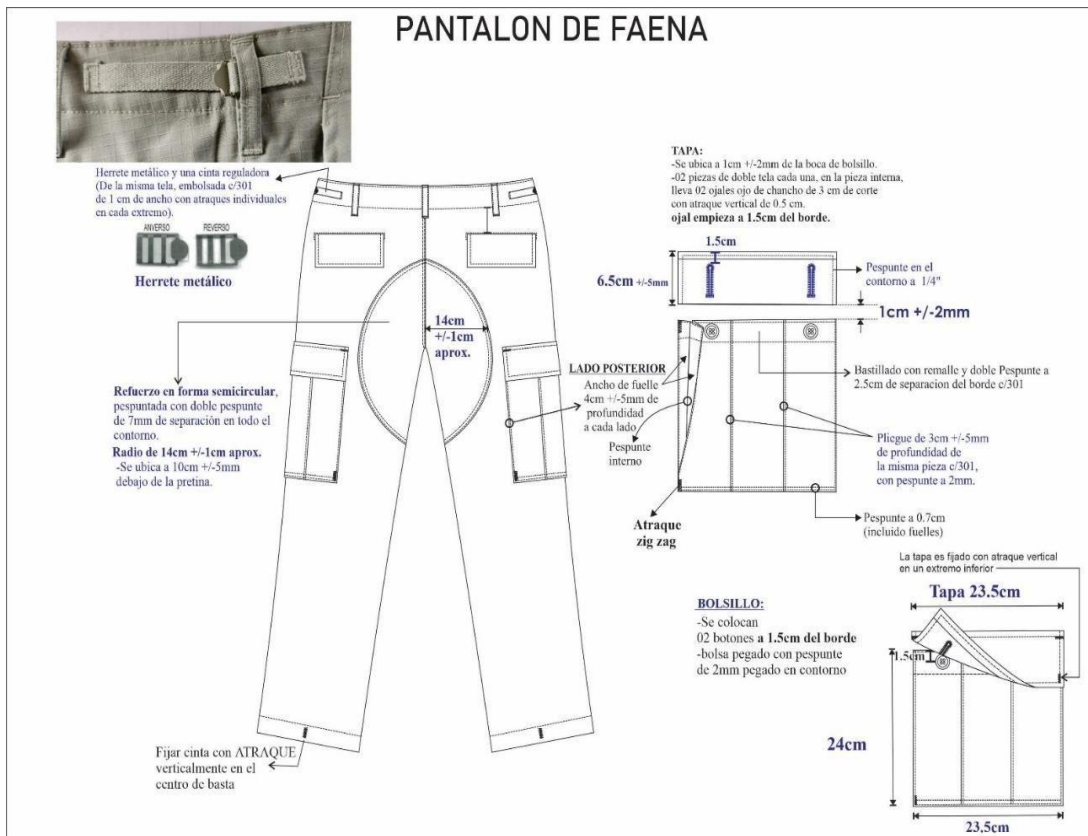 PANTALON DE FAENA
Herrete metálico y una cinta reguladora
(De la misma tela, embolsada c/301
de 1 cm de ancho con atraques individuales
en cada extremo).
ANVERSO
REVERSO
Herrete metálico
TAPA:
-Se ubica a 1cm +/-2mm de la boca de bolsillo.
-02 piezas de doble tela cada una, en la pieza interna,
lleva 02 ojales ojo de chancho de 3 cm de corte
con atraque vertical de 0.5 cm.
ojal empieza a 1.5cm del borde.
1.5cm
6.5cm +/-5mm
Pespunte en el
contorno a 1/4"
1cm +/-2mm
14cm
+/-1cm
aprox.
Refuerzo en forma semicircular,
pespuntada con doble pespunte
de 7mm de separación en todo el
contorno.
Radio de 14cm +/-1cm aprox.
-Se ubica a 10cm +/-5mm
debajo de la pretina.
LADO POSTERIOR
Ancho de fuelle
4cm +/-5mm de
profundidad
a cada lado
Pespunte
interno
Bastillado con remalle y doble Pespunte a
2.5cm de separacion del borde c/301
Pliegue de 3cm +/-5mm
de profundidad de
la misma pieza c/301,
con pespunte a 2mm.
Atraque
zig zag
Pespunte a 0.7cm
(incluido fuelles)
La tapa es fijado con atraque vertical
en un extremo inferior
Tapa 23.5cm
BOLSILLO:
-Se colocan
02 botones a 1.5cm del borde
-bolsa pegado con pespunte
de 2mm pegado en contorno
1.5cm
24cm
23,5cm
Fijar cinta con ATRAQUE
verticalmente en el
centro de basta